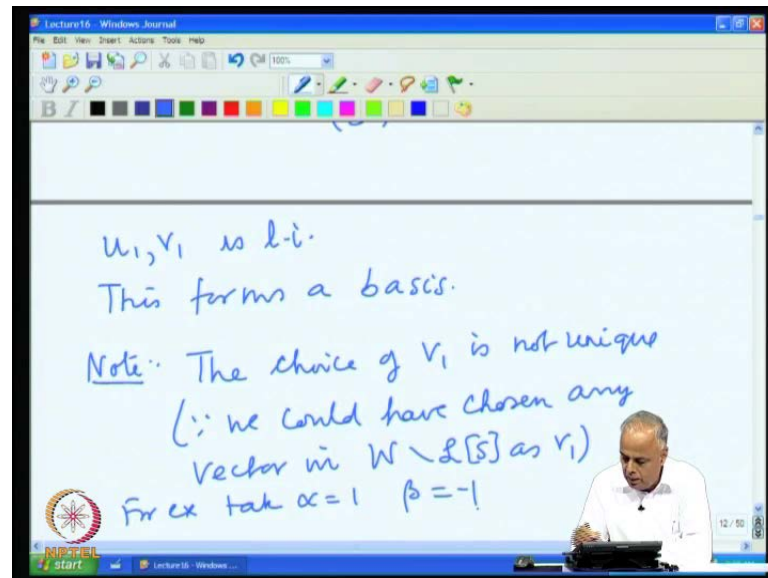 Lecture16 - Windows Journal
File Edit View Insert Actions Tools Help
100%
B I
u₁, v₁ is l.i.
This forms a basis.
Note:- The choice of v₁ is not unique
(∵ we could have chosen any
vector in W \ L[S] as v₁)
For ex tak α=1 β=-1
12/50
NPTEL
start
Lecture16 - Windows ...